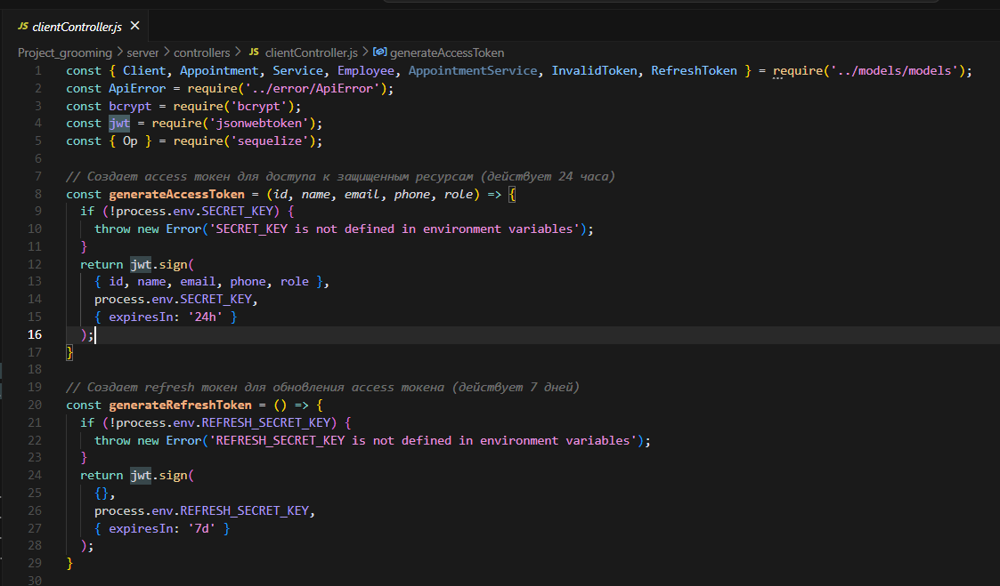 JS clientController.js ×
Project_grooming > server > controllers > JS clientController.js > generateAccessToken
1 const { Client, Appointment, Service, Employee, AppointmentService, InvalidToken, RefreshToken } = require('../models/models');
2 const ApiError = require('../error/ApiError');
3 const bcrypt = require('bcrypt');
4 const jwt = require('jsonwebtoken');
5 const { Op } = require('sequelize');
6
7 // Создает access токен для доступа к защищенным ресурсам (действует 24 часа)
8 const generateAccessToken = (id, name, email, phone, role) => {
9 if (!process.env.SECRET_KEY) {
10 throw new Error('SECRET_KEY is not defined in environment variables');
11 }
12 return jwt.sign(
13 { id, name, email, phone, role },
14 process.env.SECRET_KEY,
15 { expiresIn: '24h' }
16 );
17 }
18
19 // Создает refresh токен для обновления access токена (действует 7 дней)
20 const generateRefreshToken = () => {
21 if (!process.env.REFRESH_SECRET_KEY) {
22 throw new Error('REFRESH_SECRET_KEY is not defined in environment variables');
23 }
24 return jwt.sign(
25 {},
26 process.env.REFRESH_SECRET_KEY,
27 { expiresIn: '7d' }
28 );
29 }
30